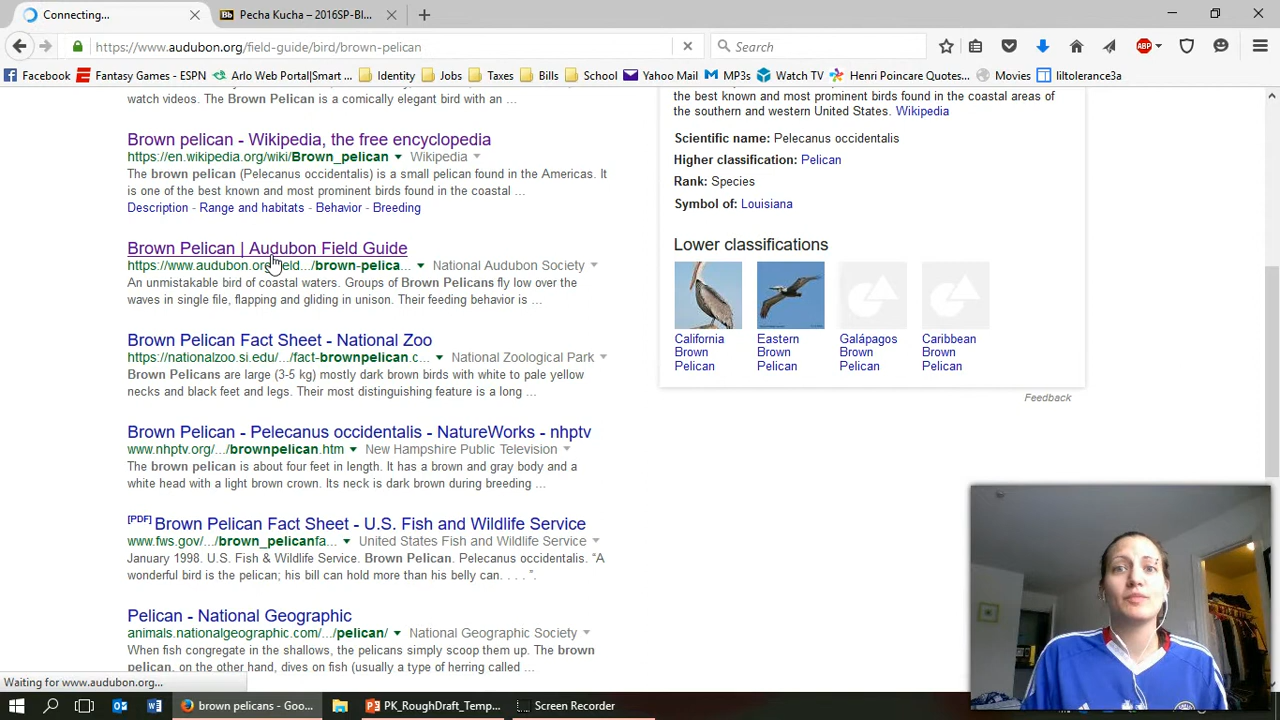 Connecting...
Pecha Kucha – 2016SP-Bl...
https://www.audubon.org/field-guide/bird/brown-pelican
Search
ABP
Facebook
Fantasy Games - ESPN
Arlo Web Portal|Smart ...
Identity
Jobs
Taxes
Bills
School
Yahoo Mail
MP3s
Watch TV
Henri Poincare Quotes...
Movies
liltolerance3a
watch videos. The Brown Pelican is a comically elegant bird with an ...
Brown pelican - Wikipedia, the free encyclopedia
https://en.wikipedia.org/wiki/Brown_pelican Wikipedia
The brown pelican (Pelecanus occidentalis) is a small pelican found in the Americas. It
is one of the best known and most prominent birds found in the coastal ...
Description - Range and habitats - Behavior - Breeding
Brown Pelican | Audubon Field Guide
https://www.audubon.org/field.../brown-pelica... National Audubon Society
An unmistakable bird of coastal waters. Groups of Brown Pelicans fly low over the
waves in single file, flapping and gliding in unison. Their feeding behavior is ...
Brown Pelican Fact Sheet - National Zoo
https://nationalzoo.si.edu/.../fact-brownpelican.c... National Zoological Park
Brown Pelicans are large (3-5 kg) mostly dark brown birds with white to pale yellow
necks and black feet and legs. Their most distinguishing feature is a long ...
Brown Pelican - Pelecanus occidentalis - NatureWorks - nhptv
www.nhptv.org/.../brownpelican.htm New Hampshire Public Television
The brown pelican is about four feet in length. It has a brown and gray body and a
white head with a light brown crown. Its neck is dark brown during breeding ...
[PDF] Brown Pelican Fact Sheet - U.S. Fish and Wildlife Service
www.fws.gov/.../brown_pelicanfa... United States Fish and Wildlife Service
January 1998. U.S. Fish & Wildlife Service. Brown Pelican. Pelecanus occidentalis. “A
wonderful bird is the pelican; his bill can hold more than his belly can. . . . ”.
Pelican - National Geographic
animals.nationalgeographic.com/.../pelican/ National Geographic Society
When fish congregate in the shallows, the pelicans simply scoop them up. The brown
pelican, on the other hand, dives on fish (usually a type of herring called ...
the best known and most prominent birds found in the coastal areas of
the southern and western United States. Wikipedia
Scientific name: Pelecanus occidentalis
Higher classification: Pelican
Rank: Species
Symbol of: Louisiana
Lower classifications
California
Brown
Pelican
Eastern
Brown
Pelican
Galápagos
Brown
Pelican
Caribbean
Brown
Pelican
Feedback
Waiting for www.audubon.org...
brown pelicans - Goo...
PK_RoughDraft_Temp...
Screen Recorder